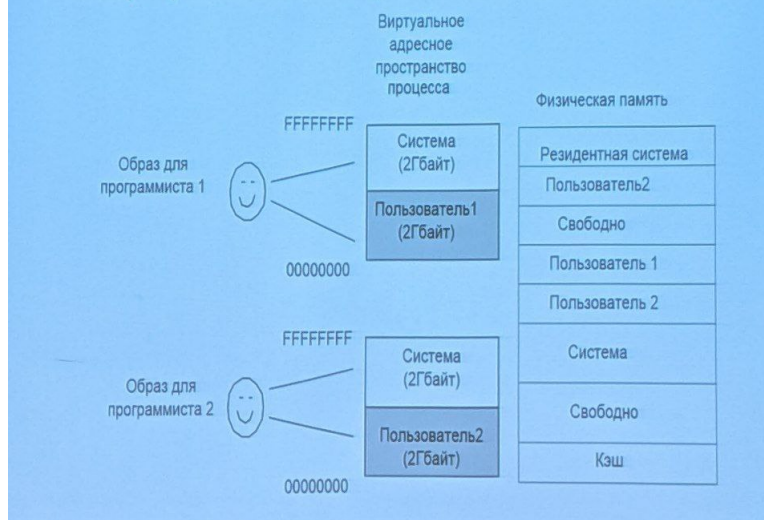 Виртуальное
адресное
пространство
процесса
Физическая память
FFFFFFFF
Образ для
программиста 1
Система
(2Гбайт)
Пользователь1
(2Гбайт)
00000000
FFFFFFFF
Образ для
программиста 2
Система
(2Гбайт)
Пользователь2
(2Гбайт)
00000000
Резидентная система
Пользователь2
Свободно
Пользователь 1
Пользователь 2
Система
Свободно
Кэш